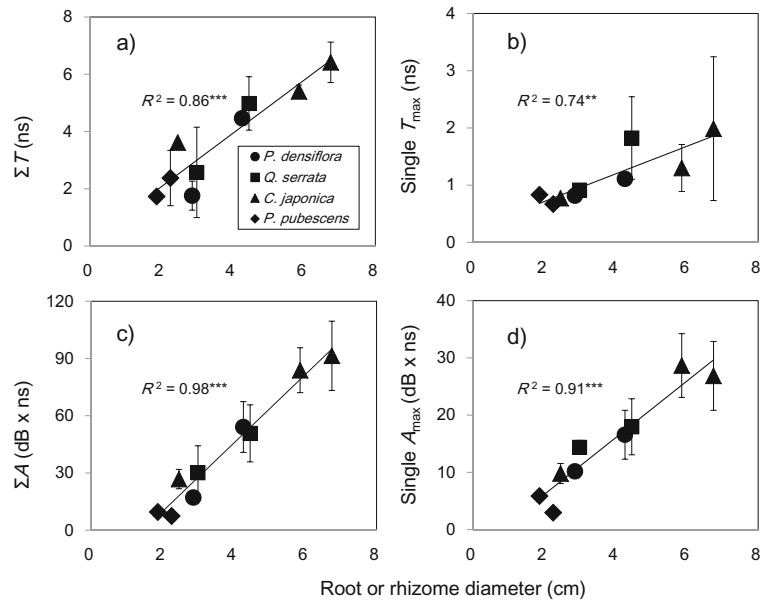 a)
R² = 0.86***
ΣT (ns)
8
6
4
2
0
0 2 4 6 8
P. densiflora
Q. serrata
C. japonica
P. pubescens
b)
R² = 0.74**
Single Tmax (ns)
4
3
2
1
0
0 2 4 6 8
c)
R² = 0.98***
ΣA (dB x ns)
120
90
60
30
0
0 2 4 6 8
d)
R² = 0.91***
Single Amax (dB x ns)
40
30
20
10
0
0 2 4 6 8
Root or rhizome diameter (cm)